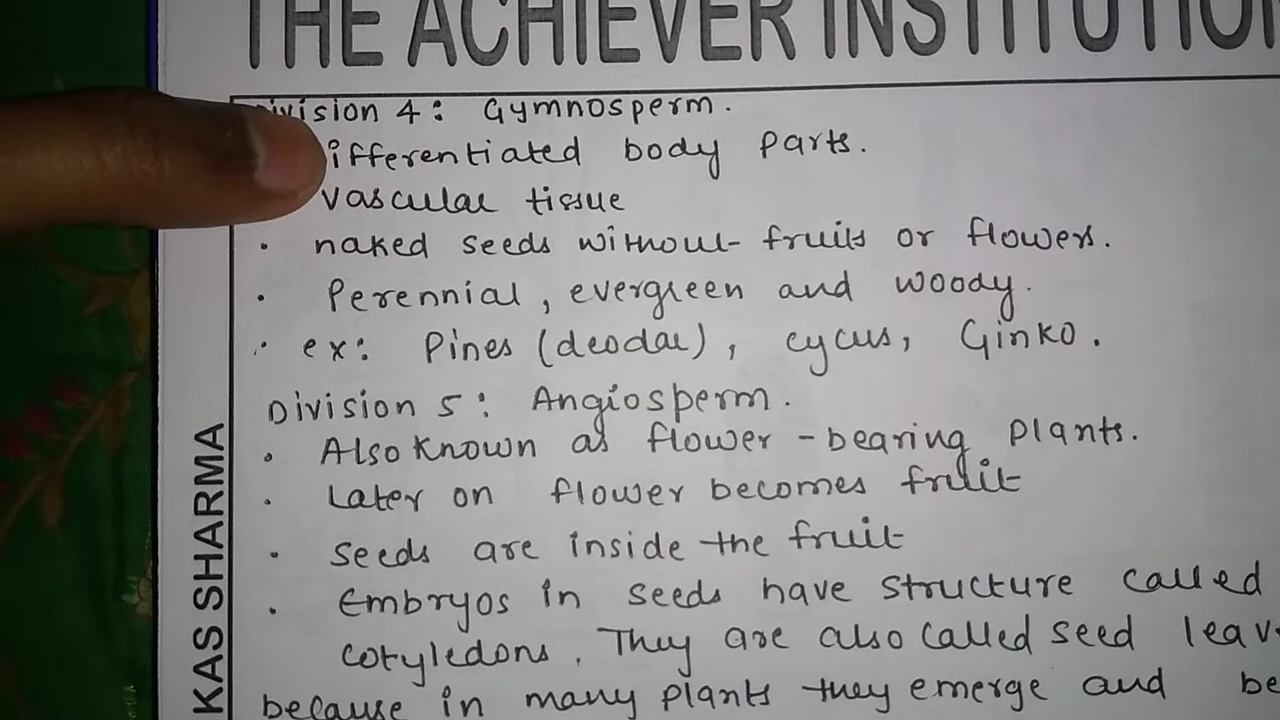 THE ACHIEVER INSTITUTION
Division 4: Gymnosperm.
ifferentiated body parts.
vascular tissue
• naked seeds without fruits or flowers.
• Perennial, evergreen and woody.
• ex: Pines (deodar), cycus, Ginko.
Division 5: Angiosperm.
• Also known as flower-bearing plants.
• Later on flower becomes fruit
• Seeds are inside the fruit
• Embryos in seeds have structure called
cotyledons. They are also called seed leav
because in many plants they emerge and be
KAS SHARMA